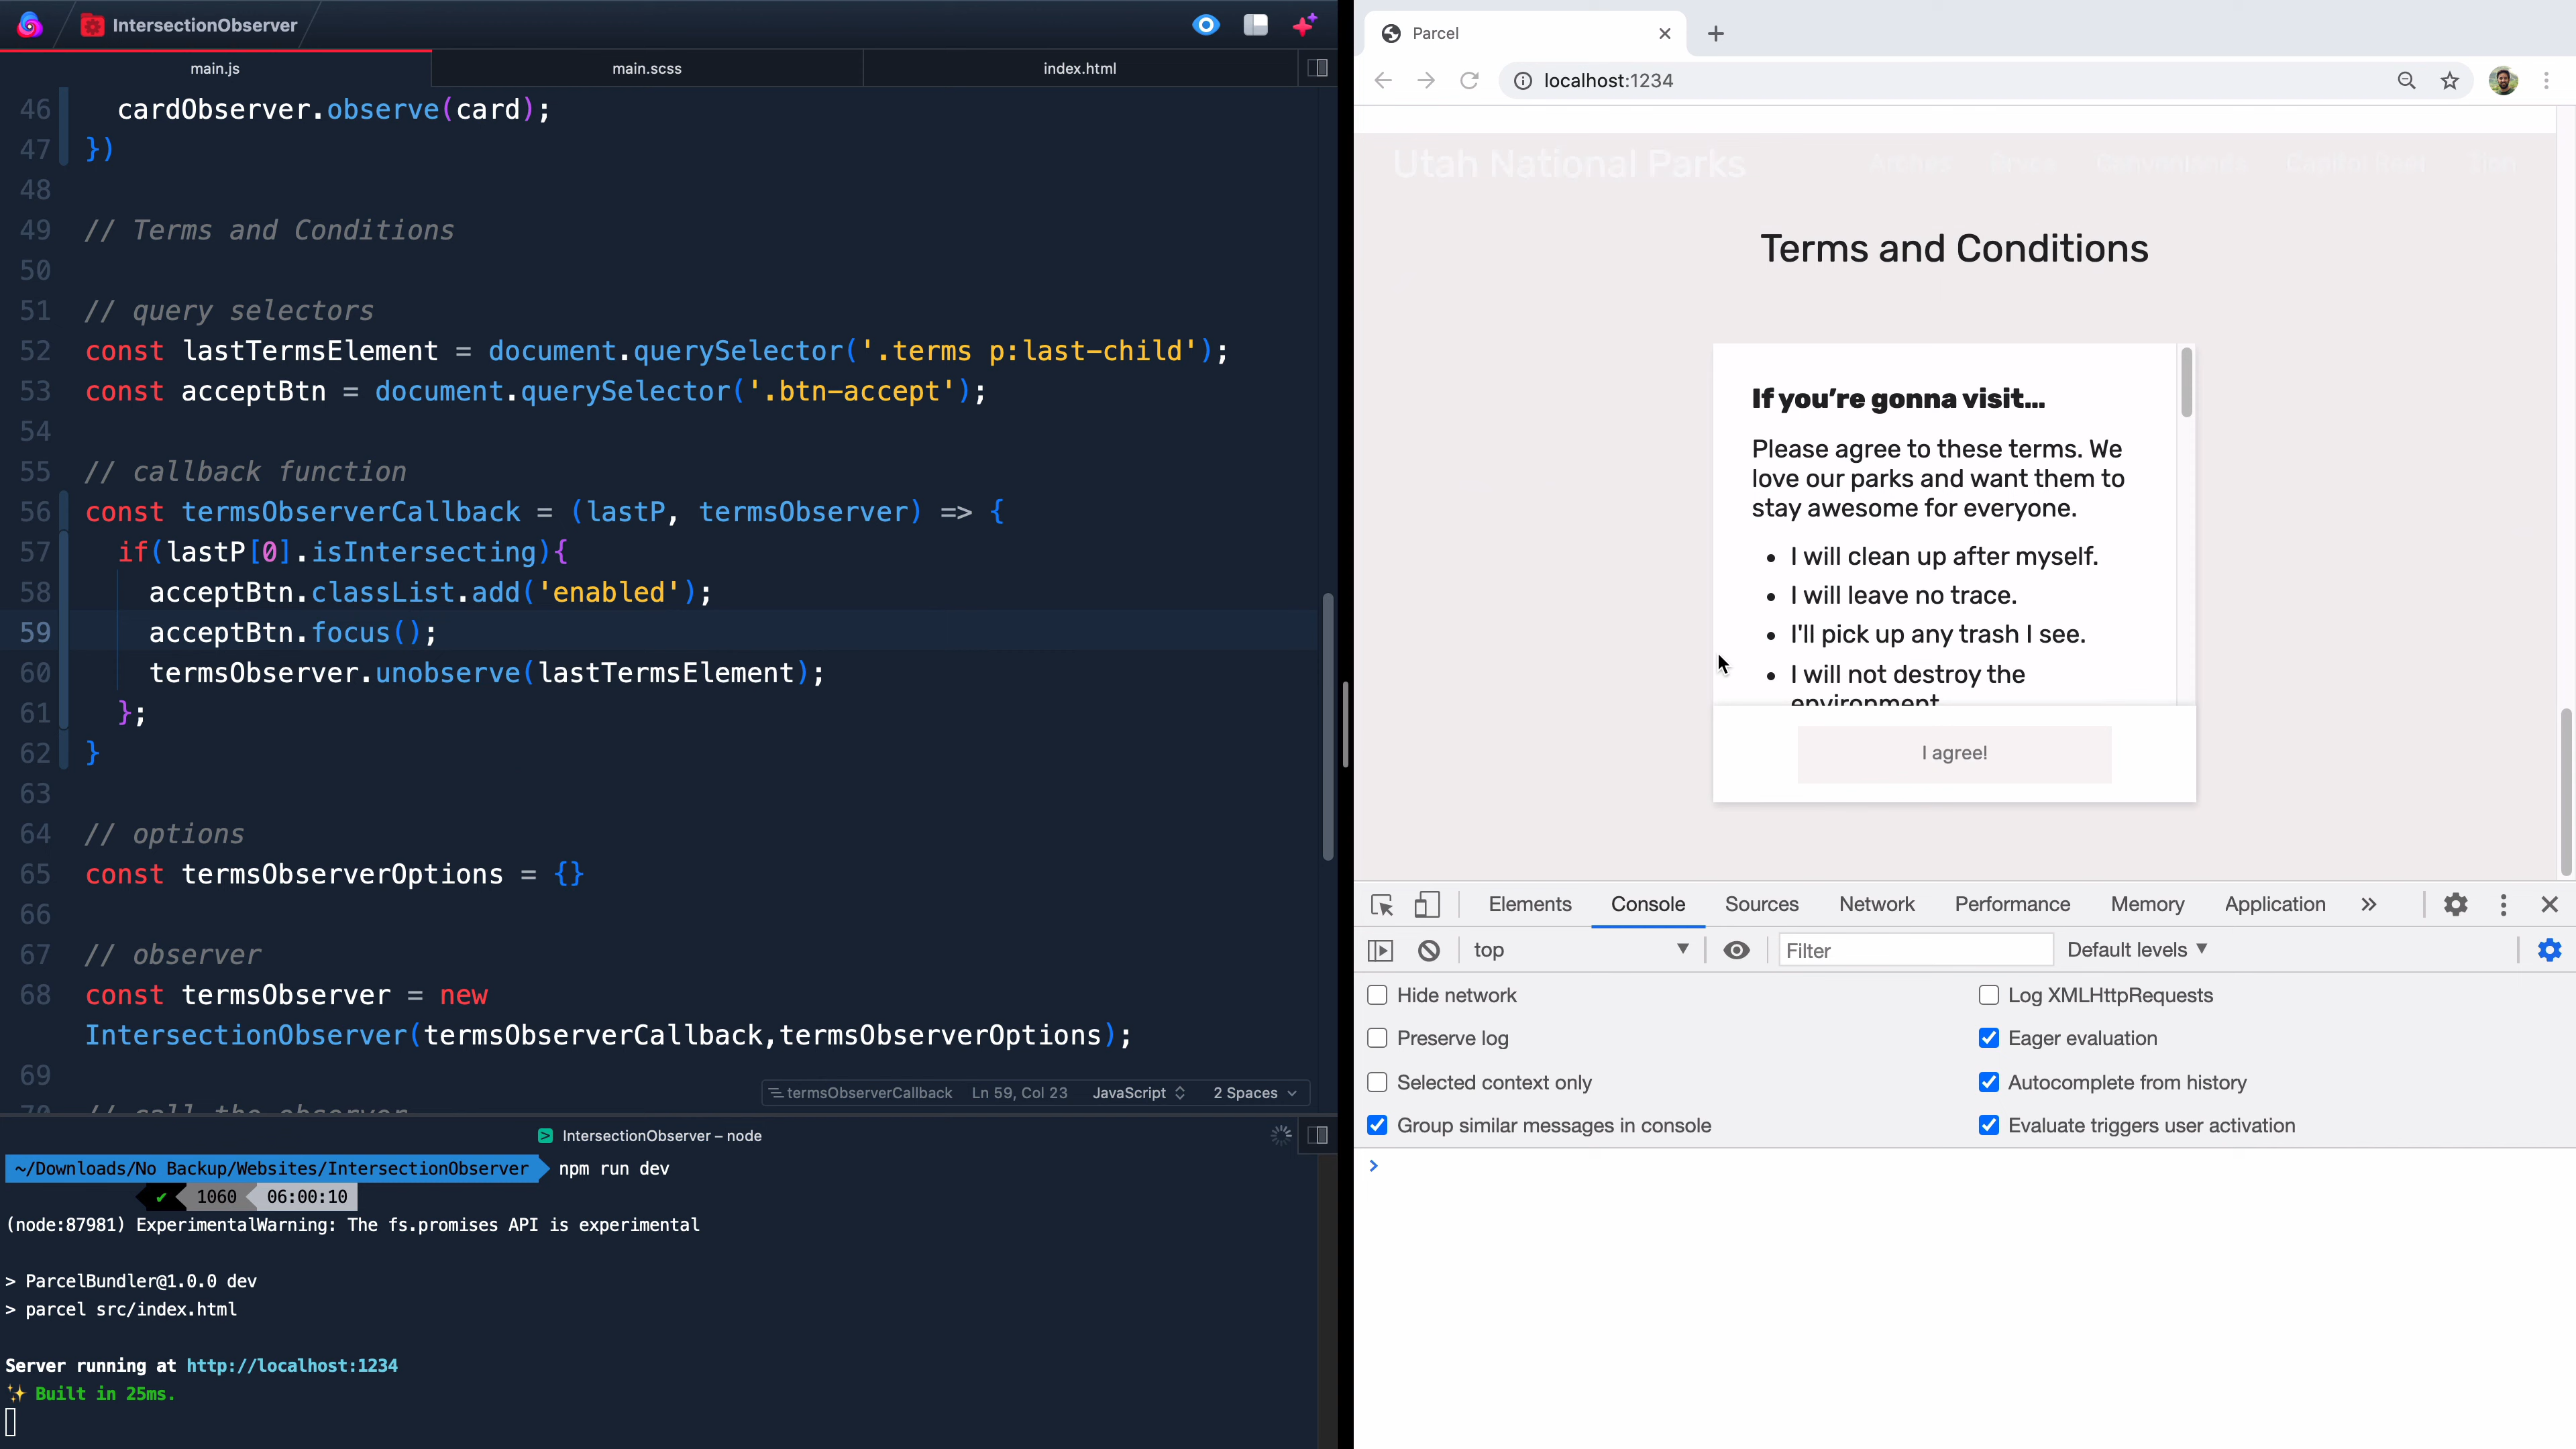 IntersectionObserver
main.js
main.scss
index.html
46 cardObserver.observe(card);
47 })
48
49 // Terms and Conditions
50
51 // query selectors
52 const lastTermsElement = document.querySelector('.terms p:last-child');
53 const acceptBtn = document.querySelector('.btn-accept');
54
55 // callback function
56 const termsObserverCallback = (lastP, termsObserver) => {
57 if(lastP[0].isIntersecting){
58 acceptBtn.classList.add('enabled');
59 acceptBtn.focus();
60 termsObserver.unobserve(lastTermsElement);
61 };
62 }
63
64 // options
65 const termsObserverOptions = {}
66
67 // observer
68 const termsObserver = new
IntersectionObserver(termsObserverCallback,termsObserverOptions);
69
70 // call the observer
termsObserverCallback Ln 59, Col 23 JavaScript 2 Spaces
IntersectionObserver – node
~/Downloads/No Backup/Websites/IntersectionObserver npm run dev
✔ 1060 06:00:10
(node:87981) ExperimentalWarning: The fs.promises API is experimental
> ParcelBundler@1.0.0 dev
> parcel src/index.html
Server running at http://localhost:1234
✨ Built in 25ms.
Parcel
localhost:1234
Utah National Parks
Terms and Conditions
If you're gonna visit...
Please agree to these terms. We
love our parks and want them to
stay awesome for everyone.
• I will clean up after myself.
• I will leave no trace.
• I'll pick up any trash I see.
• I will not destroy the
environment
I agree!
Elements Console Sources Network Performance Memory Application »
top Filter Default levels
Hide network
Log XMLHttpRequests
Preserve log
Eager evaluation
Selected context only
Autocomplete from history
Group similar messages in console
Evaluate triggers user activation
>